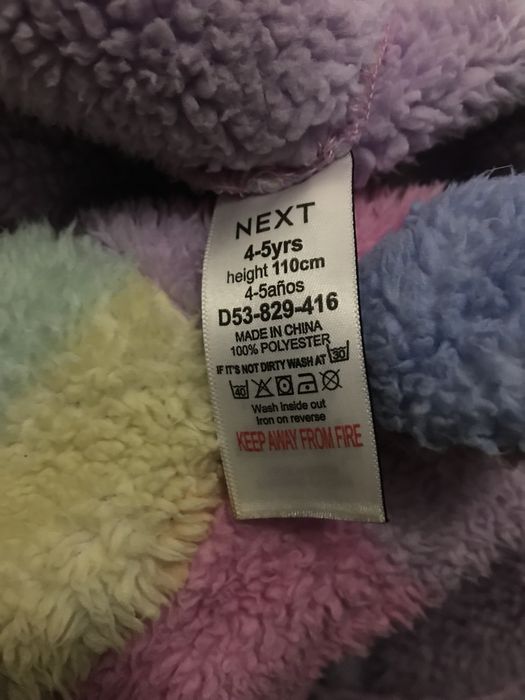 NEXT
4-5yrs
height 110cm
4-5años
D53-829-416
MADE IN CHINA
100% POLYESTER
IF IT'S NOT DIRTY WASH AT 30
40
Wash inside out
Iron on reverse
KEEP AWAY FROM FIRE